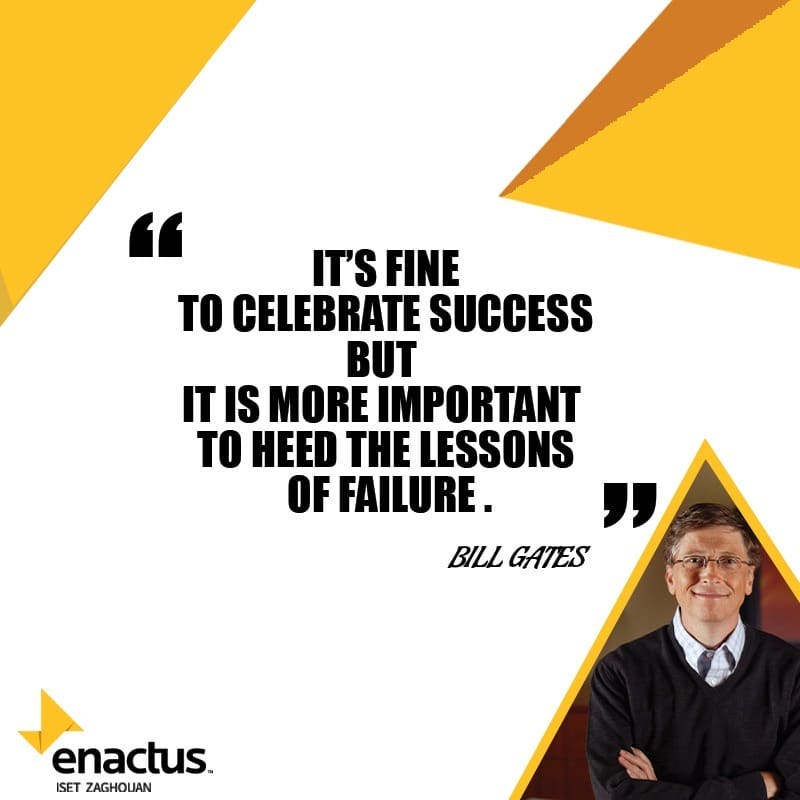 “
IT’S FINE
TO CELEBRATE SUCCESS
BUT
IT IS MORE IMPORTANT
TO HEED THE LESSONS
OF FAILURE .
”
BILL GATES
enactus™
ISET ZAGHOUAN